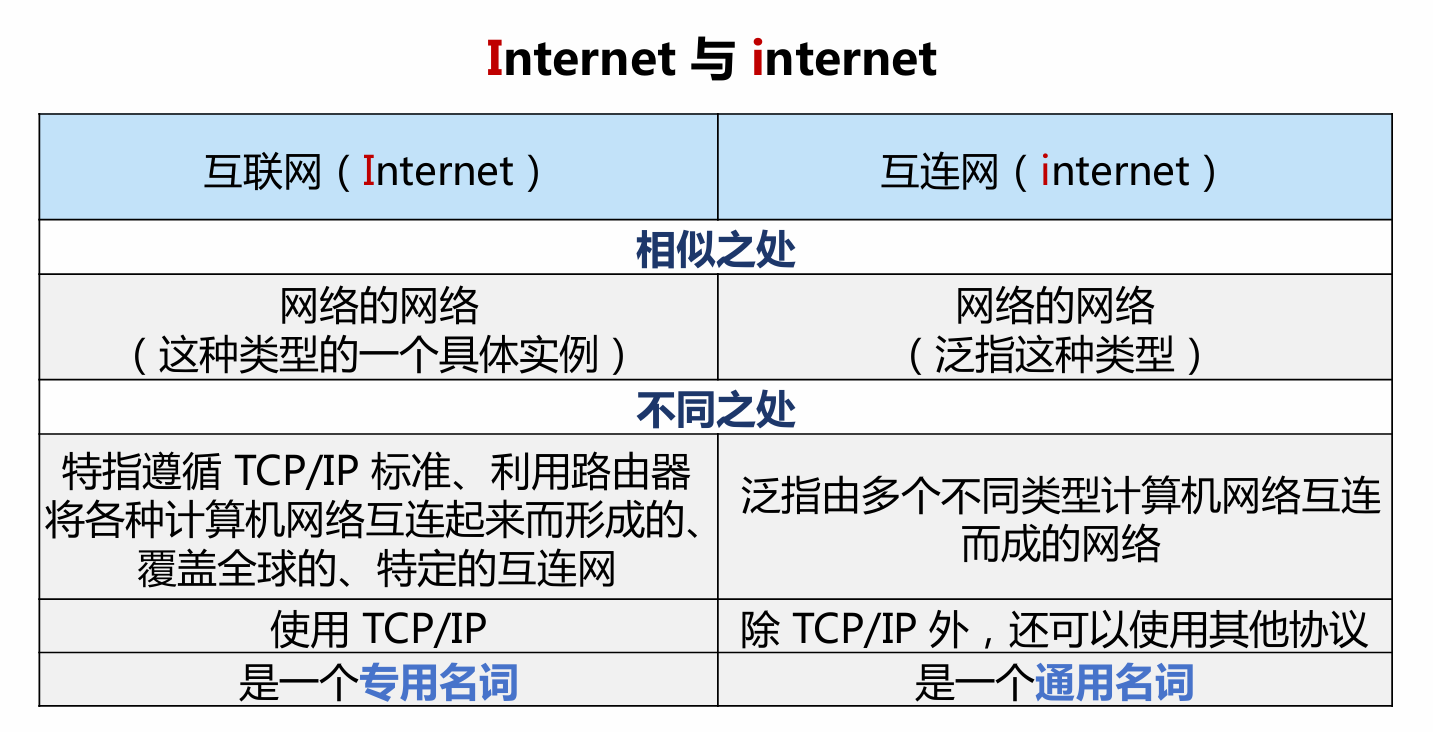 Internet 与 internet
互联网（Internet）
互连网（internet）
相似之处
网络的网络
（这种类型的一个具体实例）
网络的网络
（泛指这种类型）
不同之处
特指遵循 TCP/IP 标准、利用路由器
将各种计算机网络互连起来而形成的、
覆盖全球的、特定的互连网
泛指由多个不同类型计算机网络互连
而成的网络
使用 TCP/IP
除 TCP/IP 外，还可以使用其他协议
是一个专用名词
是一个通用名词